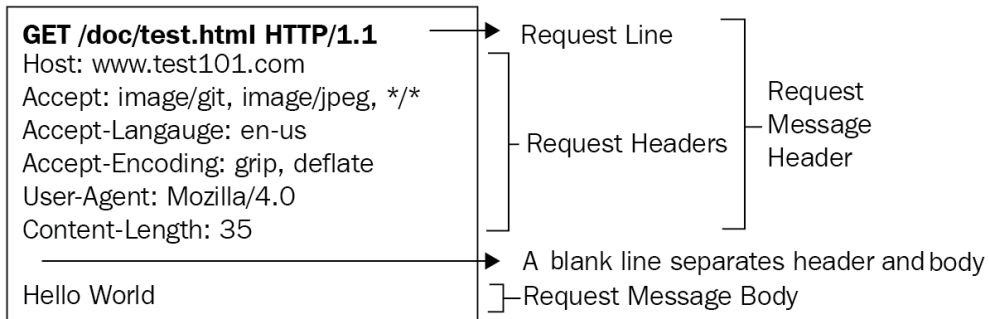 GET /doc/test.html HTTP/1.1
Request Line
Host: www.test101.com
Accept: image/git, image/jpeg, */*
Accept-Langauge: en-us
Accept-Encoding: grip, deflate
User-Agent: Mozilla/4.0
Content-Length: 35
Request Headers
Request
Message
Header
A blank line separates header and body
Hello World
Request Message Body